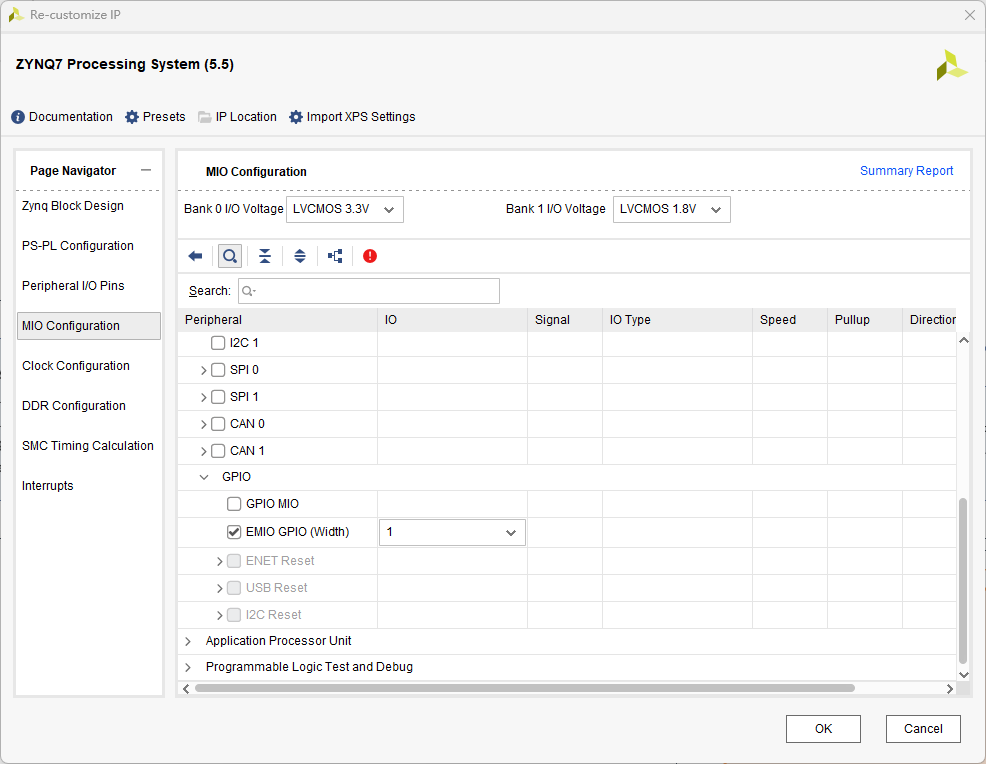 Re-customize IP
ZYNQ7 Processing System (5.5)
Documentation Presets IP Location Import XPS Settings
Page Navigator
Zynq Block Design
PS-PL Configuration
Peripheral I/O Pins
MIO Configuration
Clock Configuration
DDR Configuration
SMC Timing Calculation
Interrupts
MIO Configuration Summary Report
Bank 0 I/O Voltage LVCMOS 3.3V Bank 1 I/O Voltage LVCMOS 1.8V
Search:
Peripheral IO Signal IO Type Speed Pullup Direction
I2C 1
SPI 0
SPI 1
CAN 0
CAN 1
GPIO
GPIO MIO
EMIO GPIO (Width) 1
ENET Reset
USB Reset
I2C Reset
Application Processor Unit
Programmable Logic Test and Debug
OK Cancel